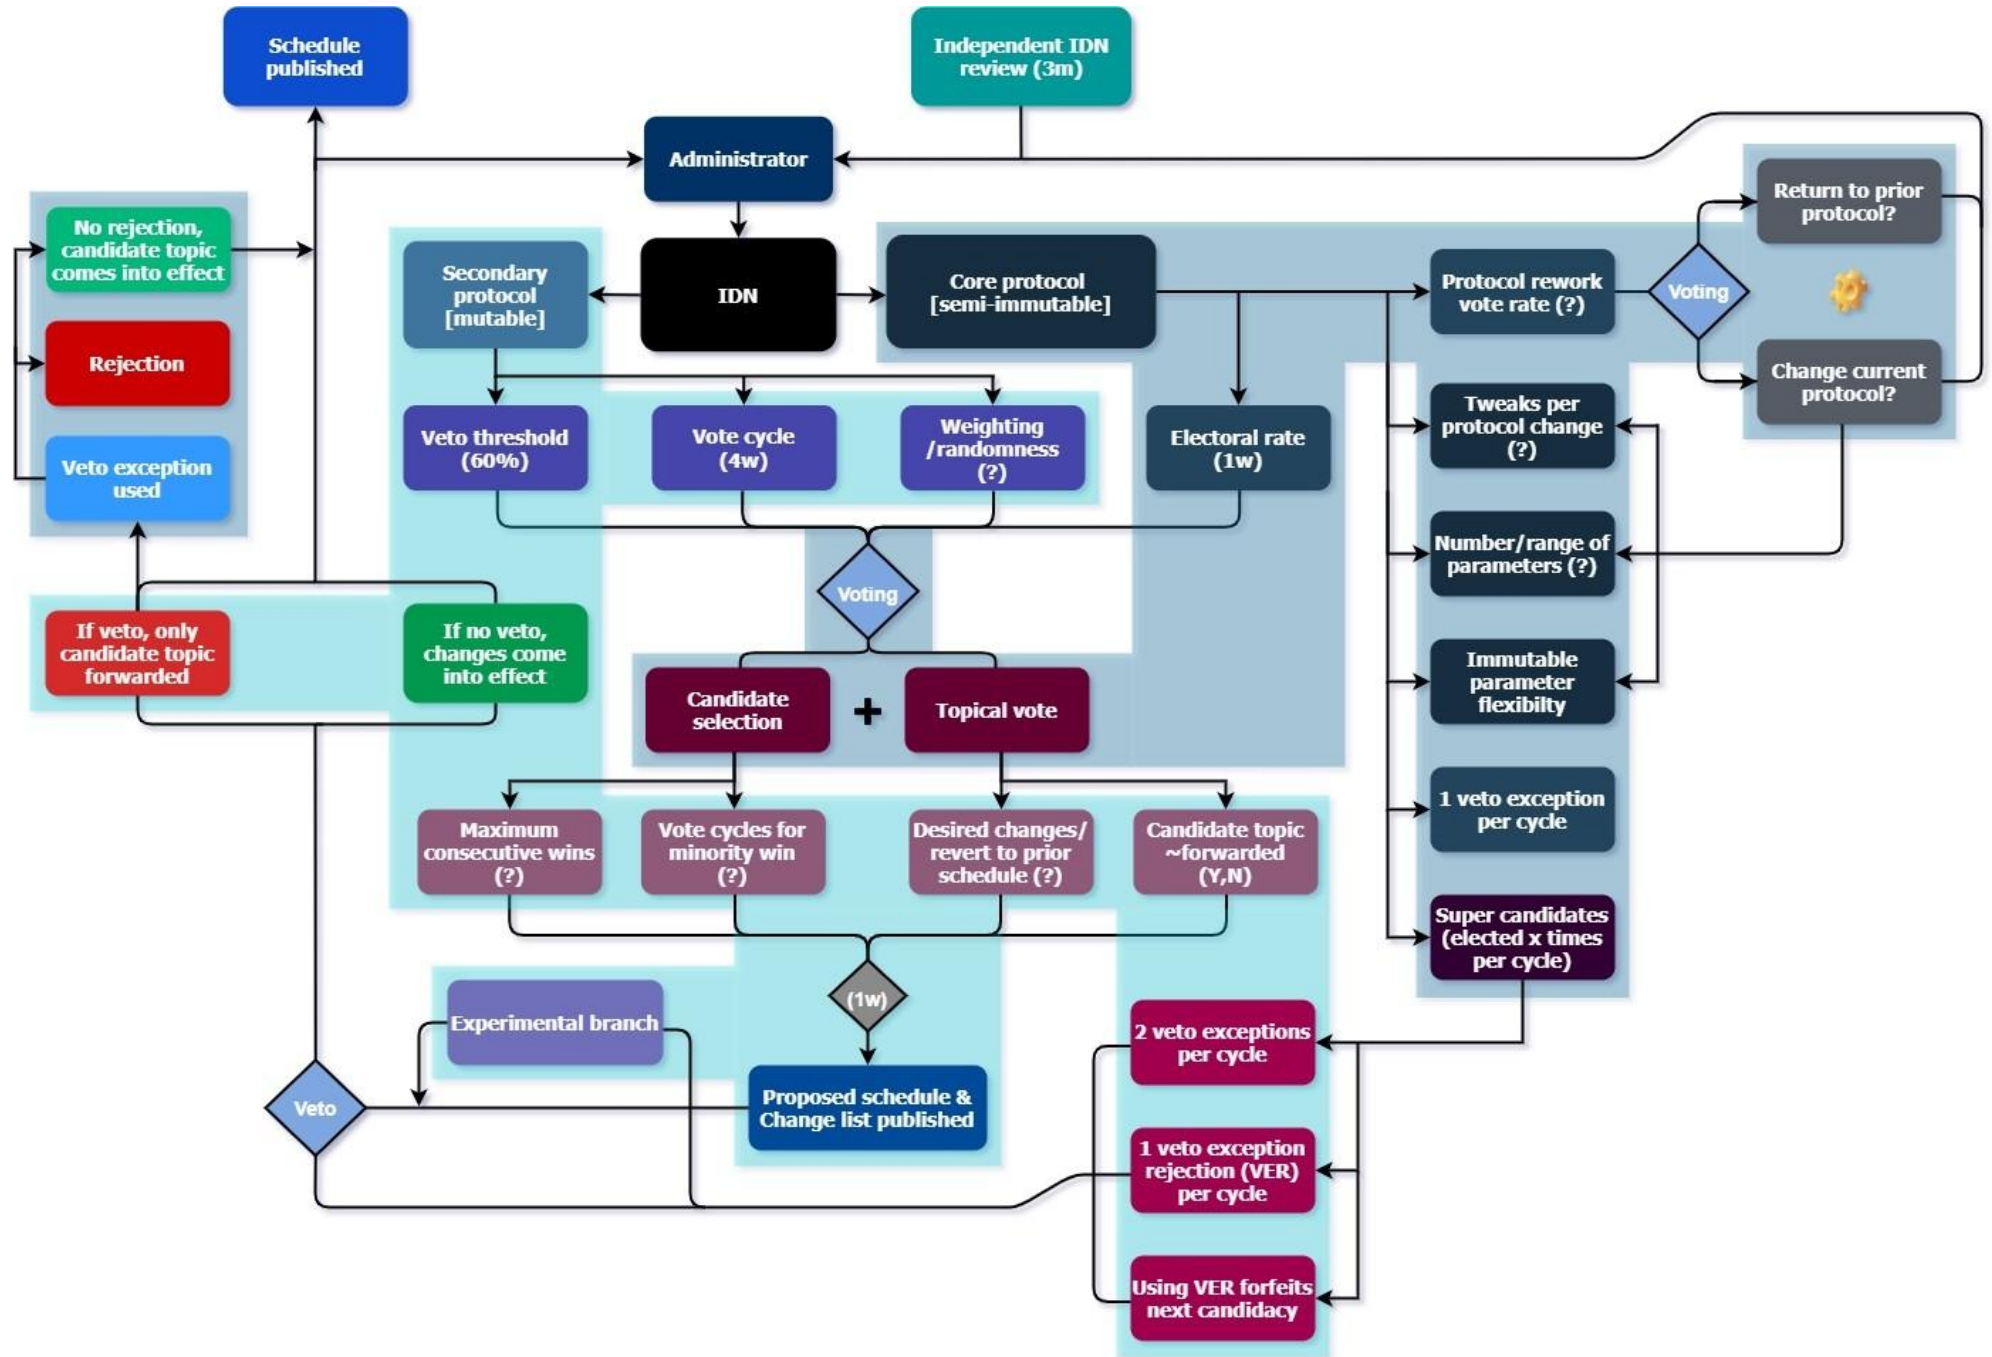 Schedule
published
Independent IDN
review (3m)
Administrator
No rejection,
candidate topic
comes into effect
Rejection
Veto exception
used
Secondary
protocol
[mutable]
IDN
Core protocol
[semi-immutable]
Protocol rework
vote rate (?)
Voting
Return to prior
protocol?
Change current
protocol?
Veto threshold
(60%)
Vote cycle
(4w)
Weighting
/randomness
(?)
Electoral rate
(1w)
Tweaks per
protocol change
(?)
Number/range of
parameters (?)
Immutable
parameter
flexibilty
1 veto exception
per cycle
Super candidates
(elected x times
per cycle)
Voting
If veto, only
candidate topic
forwarded
If no veto,
changes come
into effect
Candidate
selection
+
Topical vote
Maximum
consecutive wins
(?)
Vote cycles for
minority win
(?)
Desired changes/
revert to prior
schedule (?)
Candidate topic
~forwarded
(Y,N)
(1w)
Experimental branch
Veto
Proposed schedule &
Change list published
2 veto exceptions
per cycle
1 veto exception
rejection (VER)
per cycle
Using VER forfeits
next candidacy